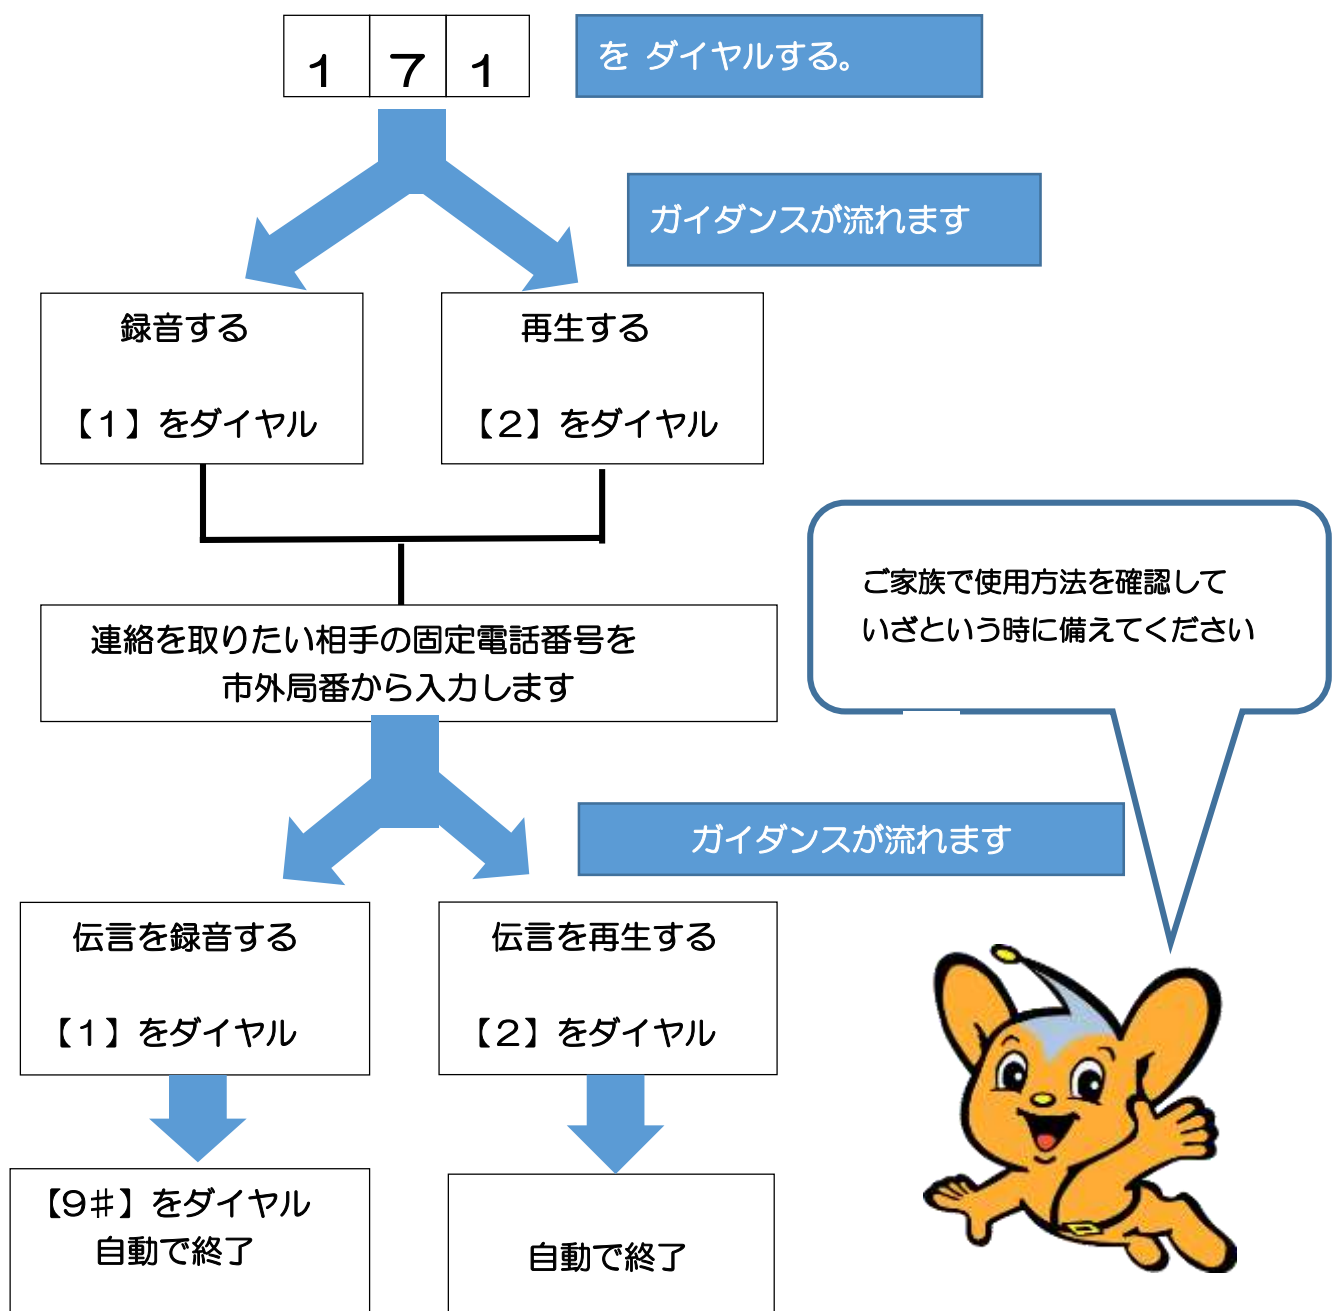 １７１
を ダイヤルする。
ガイダンスが流れます
録音する
【１】をダイヤル
再生する
【２】をダイヤル
連絡を取りたい相手の固定電話番号を
市外局番から入力します
ご家族で使用方法を確認して
いざという時に備えてください
ガイダンスが流れます
伝言を録音する
【１】をダイヤル
伝言を再生する
【２】をダイヤル
【９＃】をダイヤル
自動で終了
自動で終了